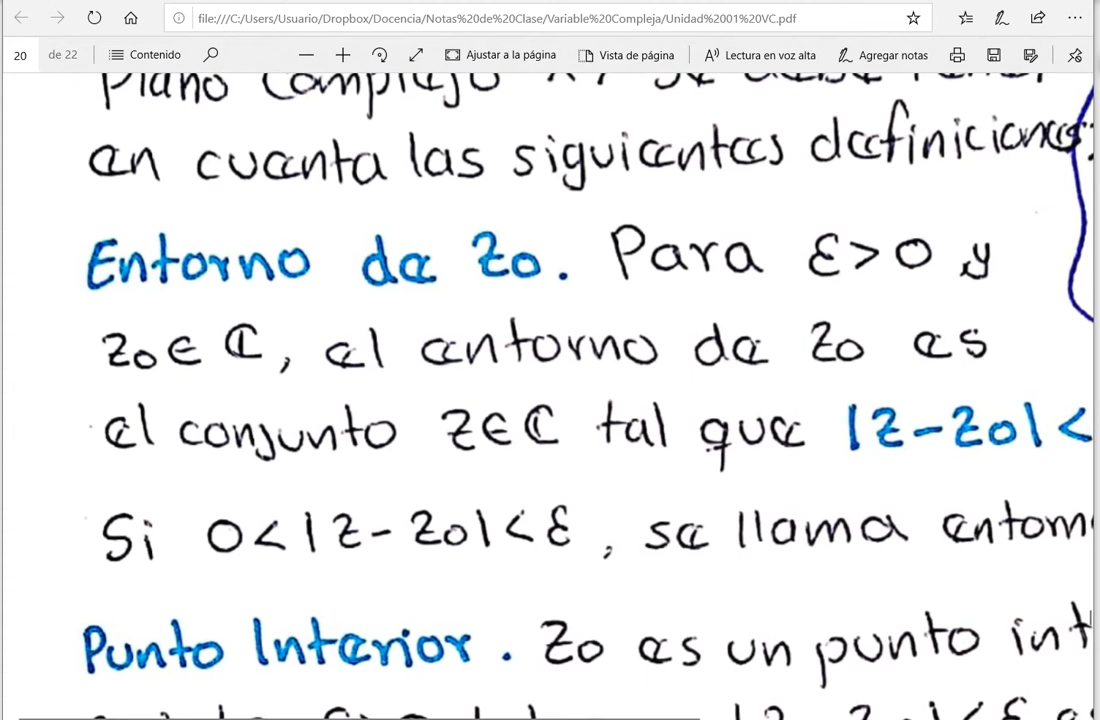 file:///C:/Users/Usuario/Dropbox/Docencia/Notas%20de%20Clase/Variable%20Compleja/Unidad%2001%20VC.pdf
20 de 22 Contenido Ajustar a la página Vista de página Lectura en voz alta Agregar notas
Plano Complejo
en cuenta las siguientes definiciones:
Entorno de Zo. Para ε>0 y
Zo∈ℂ, el entorno de Zo es
el conjunto Z∈ℂ tal que |Z-Zo|<
Si 0<|Z-Zo|<ε, se llama
Punto Interior. Zo es un punto int